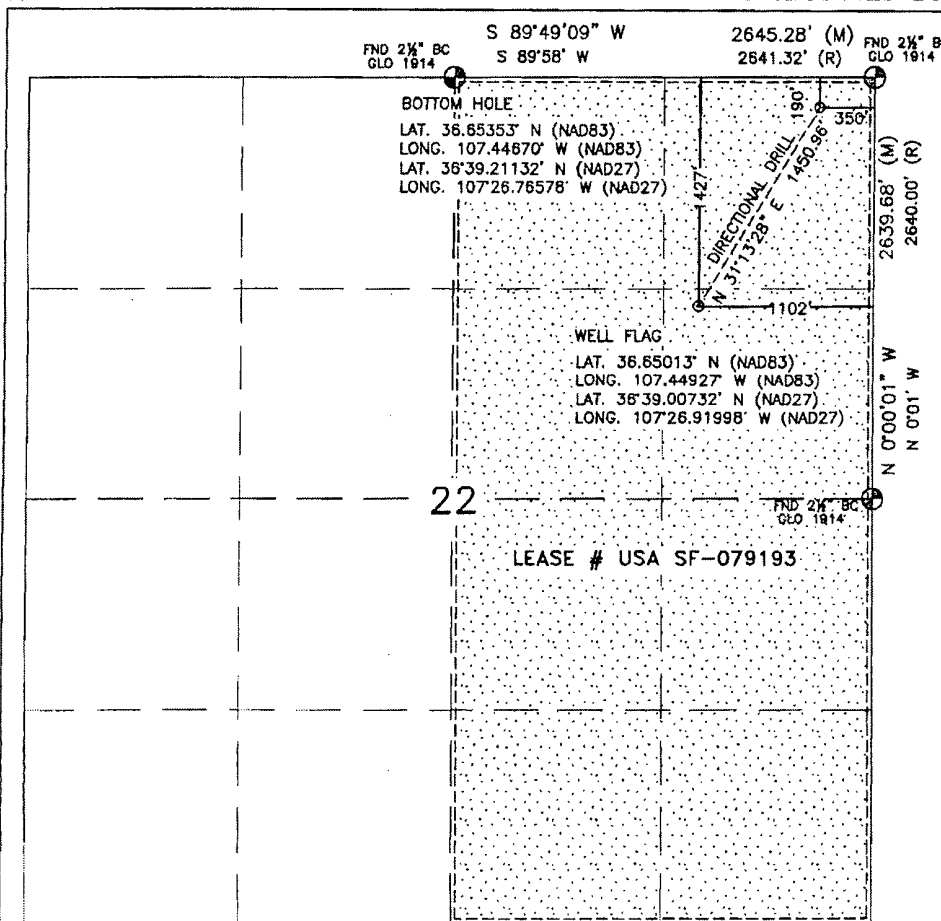 S 89°49'09" W 2645.28' (M)
S 89°58' W 2641.32' (R)
FND 2½" BC
GLO 1914
FND 2½" B
GLO 1914
BOTTOM HOLE
LAT. 36.65353° N (NAD83)
LONG. 107.44670° W (NAD83)
LAT. 36°39.21132' N (NAD27)
LONG. 107°26.76578' W (NAD27)
190'
350'
1427'
DIRECTIONAL DRILL
1450.96'
N 31°13'28" E
1102'
2639.68' (M)
2640.00' (R)
WELL FLAG
LAT. 36.65013° N (NAD83)
LONG. 107.44927° W (NAD83)
LAT. 36°39.00732' N (NAD27)
LONG. 107°26.91998' W (NAD27)
N 0°00'01" W
N 0°01' W
22
FND 2½" BC
GLO 1914
LEASE # USA SF-079193